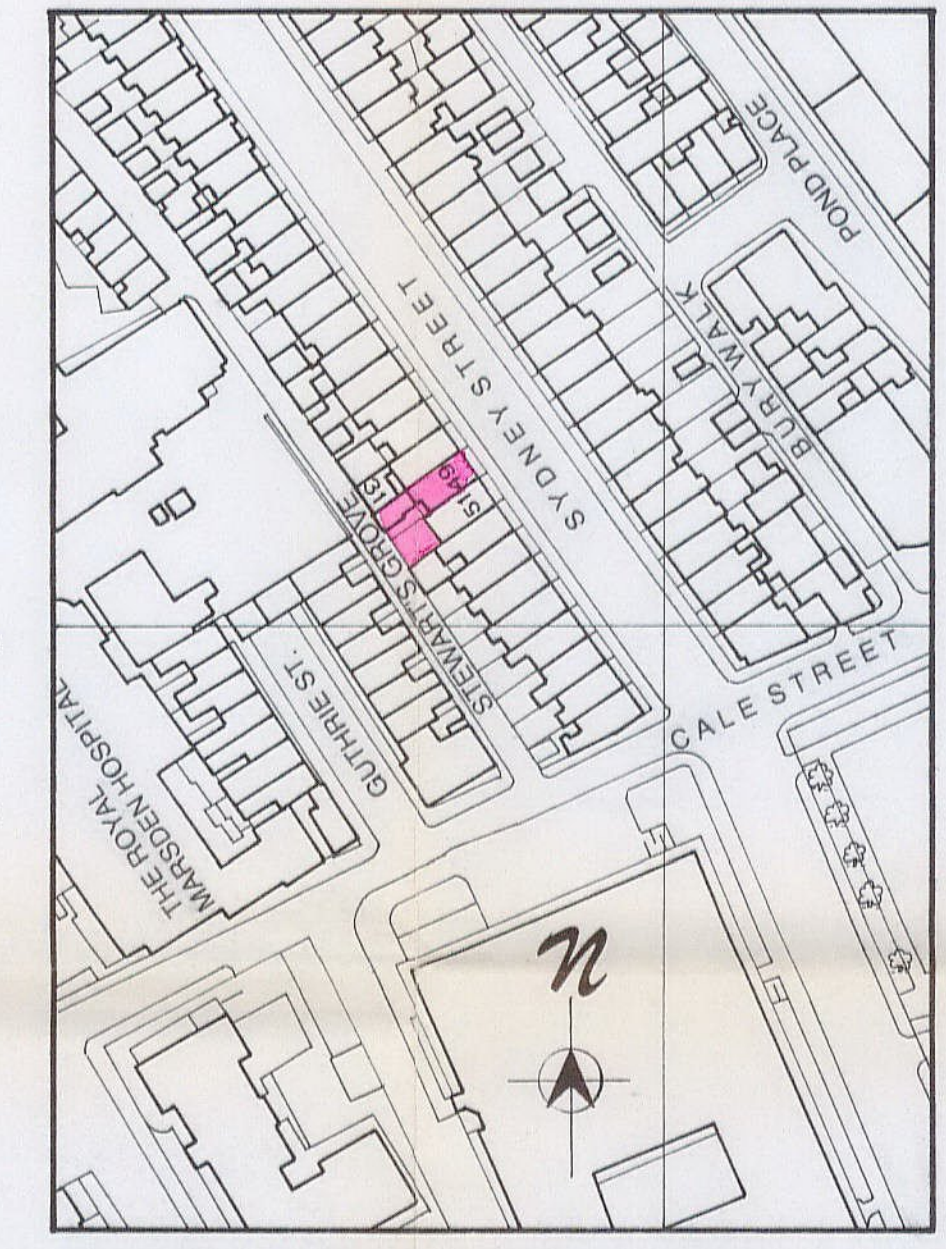 POND PLACE
SYDNEY STREET
BURY WALK
49
51
31
STEWART'S GROVE
GUTHRIE ST.
CALE STREET
THE ROYAL
MARSDEN HOSPITAL
N